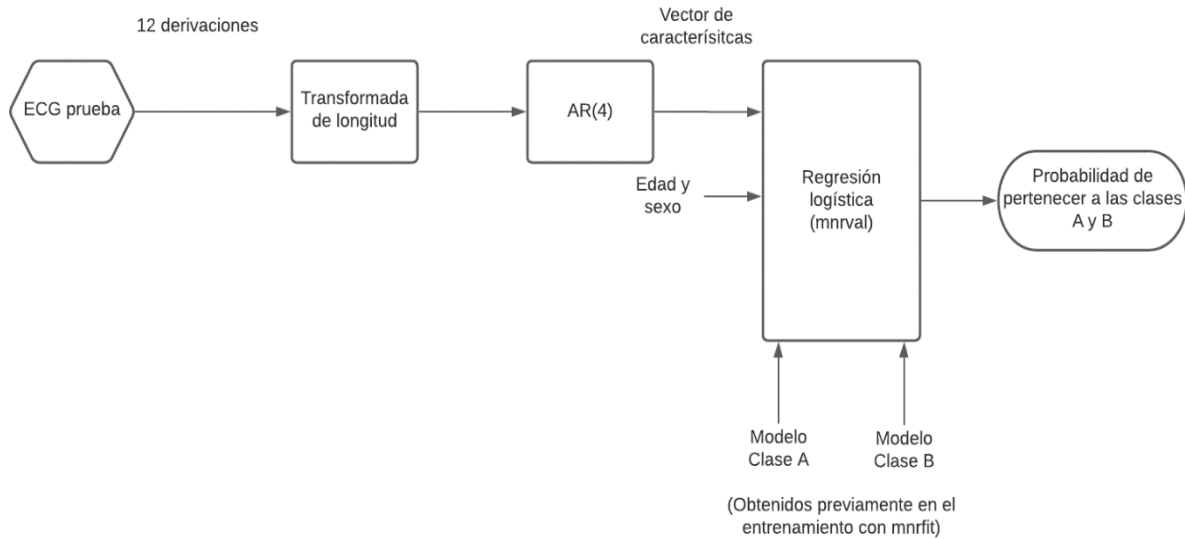 12 derivaciones
Vector de
caracterísitcas
ECG prueba
Transformada
de longitud
AR(4)
Edad y
sexo
Regresión
logística
(mnrval)
Probabilidad de
pertenecer a las clases
A y B
Modelo
Clase A
Modelo
Clase B
(Obtenidos previamente en el
entrenamiento con mnrfit)